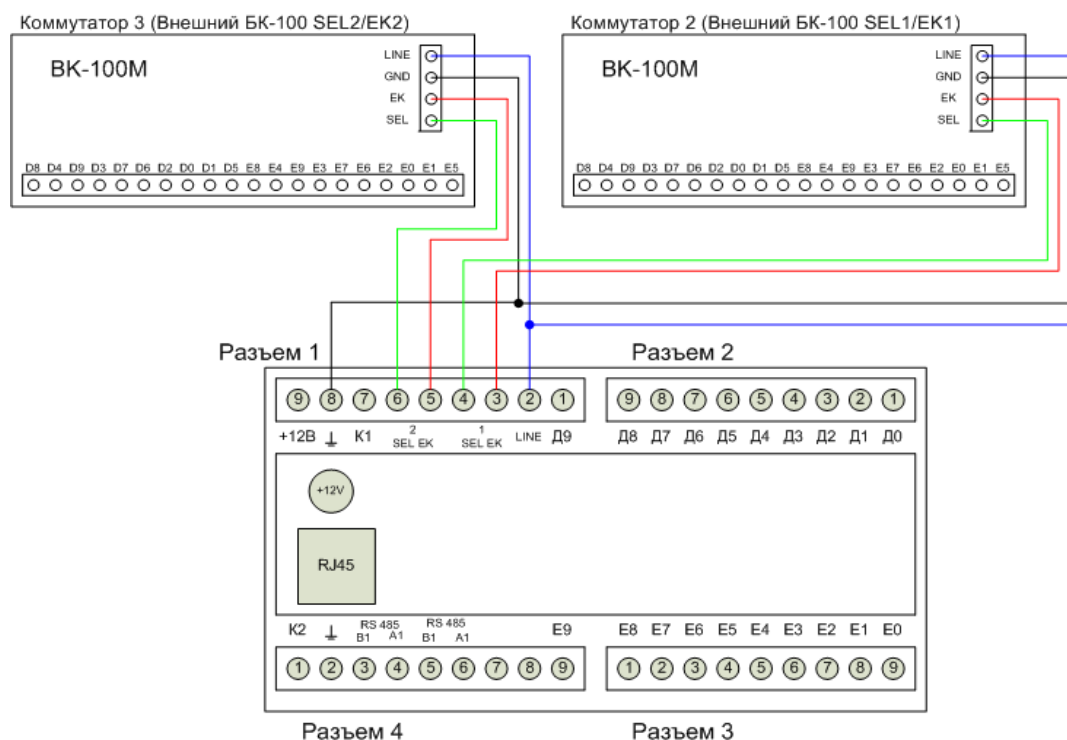 Коммутатор 3 (Внешний БК-100 SEL2/EK2)
Коммутатор 2 (Внешний БК-100 SEL1/EK1)
BK-100M
LINE
GND
EK
SEL
D8 D4 D9 D3 D7 D6 D2 D0 D1 D5 E8 E4 E9 E3 E7 E6 E2 E0 E1 E5
BK-100M
LINE
GND
EK
SEL
D8 D4 D9 D3 D7 D6 D2 D0 D1 D5 E8 E4 E9 E3 E7 E6 E2 E0 E1 E5
Разъем 1
Разъем 2
9 8 7 6 5 4 3 2 1
9 8 7 6 5 4 3 2 1
+12В К1 2 SEL EK 1 SEL EK LINE Д9
Д8 Д7 Д6 Д5 Д4 Д3 Д2 Д1 Д0
+12V
RJ45
К2 RS 485 B1 A1 RS 485 B1 A1 E9
E8 E7 E6 E5 E4 E3 E2 E1 E0
1 2 3 4 5 6 7 8 9
1 2 3 4 5 6 7 8 9
Разъем 4
Разъем 3